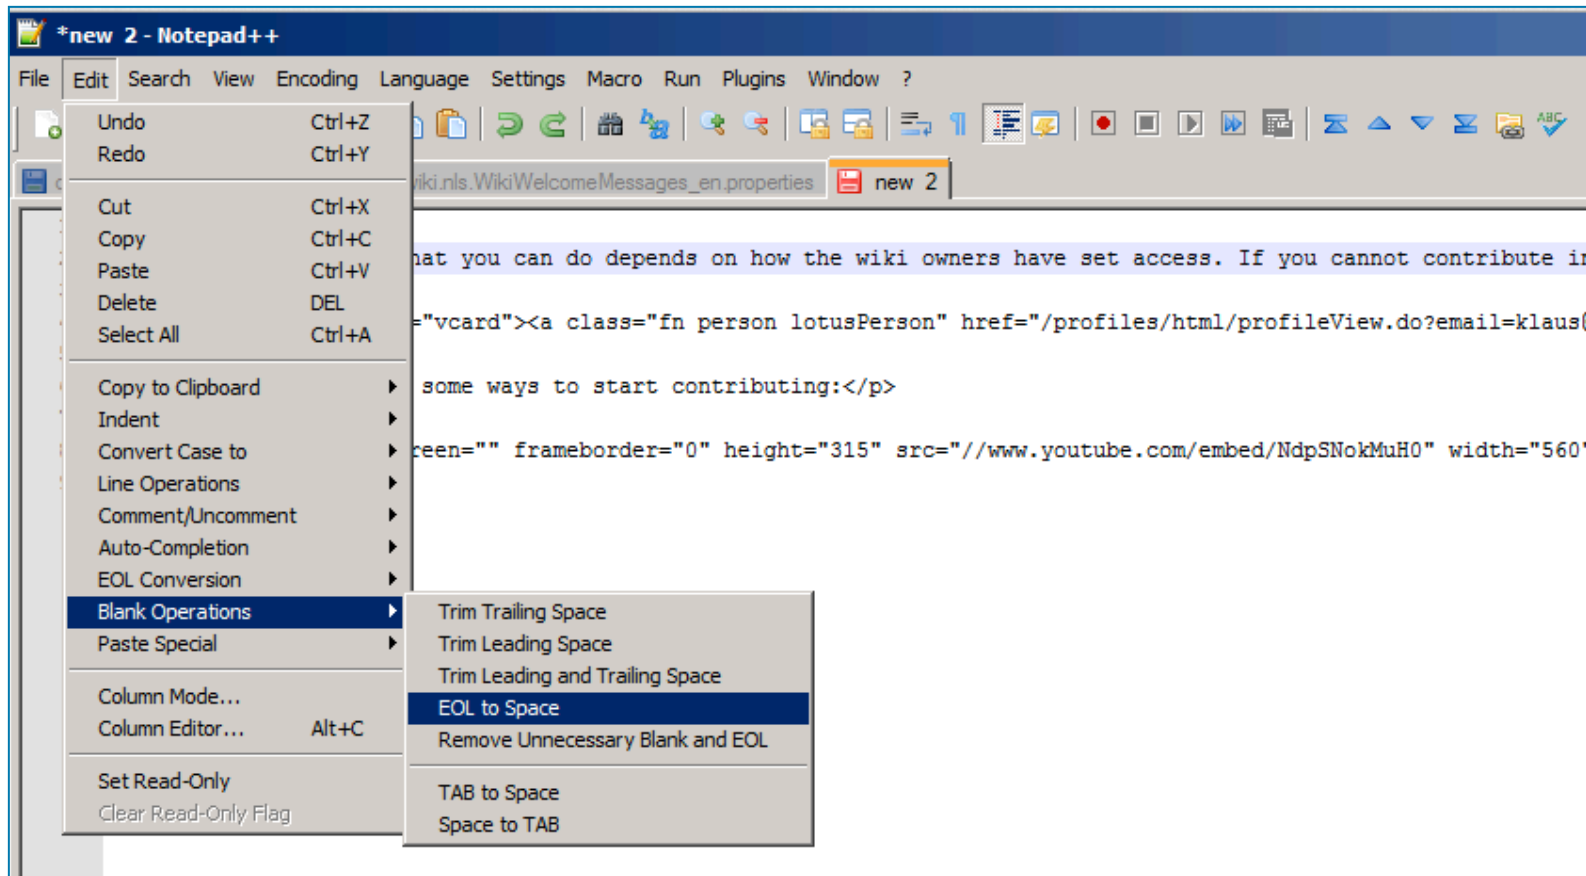 *new 2 - Notepad++
File Edit Search View Encoding Language Settings Macro Run Plugins Window ?
Undo Ctrl+Z
Redo Ctrl+Y
ABC
viki.nls.WikiWelcomeMessages_en.properties new 2
Cut Ctrl+X
Copy Ctrl+C
Paste Ctrl+V
Delete DEL
Select All Ctrl+A
hat you can do depends on how the wiki owners have set access. If you cannot contribute in
="vcard"><a class="fn person lotusPerson" href="/profiles/html/profileView.do?email=klaus
some ways to start contributing:</p>
reen="" frameborder="0" height="315" src="//www.youtube.com/embed/NdpSNokMuH0" width="560"
Copy to Clipboard
Indent
Convert Case to
Line Operations
Comment/Uncomment
Auto-Completion
EOL Conversion
Blank Operations
Paste Special
Column Mode...
Column Editor... Alt+C
Set Read-Only
Clear Read-Only Flag
Trim Trailing Space
Trim Leading Space
Trim Leading and Trailing Space
EOL to Space
Remove Unnecessary Blank and EOL
TAB to Space
Space to TAB